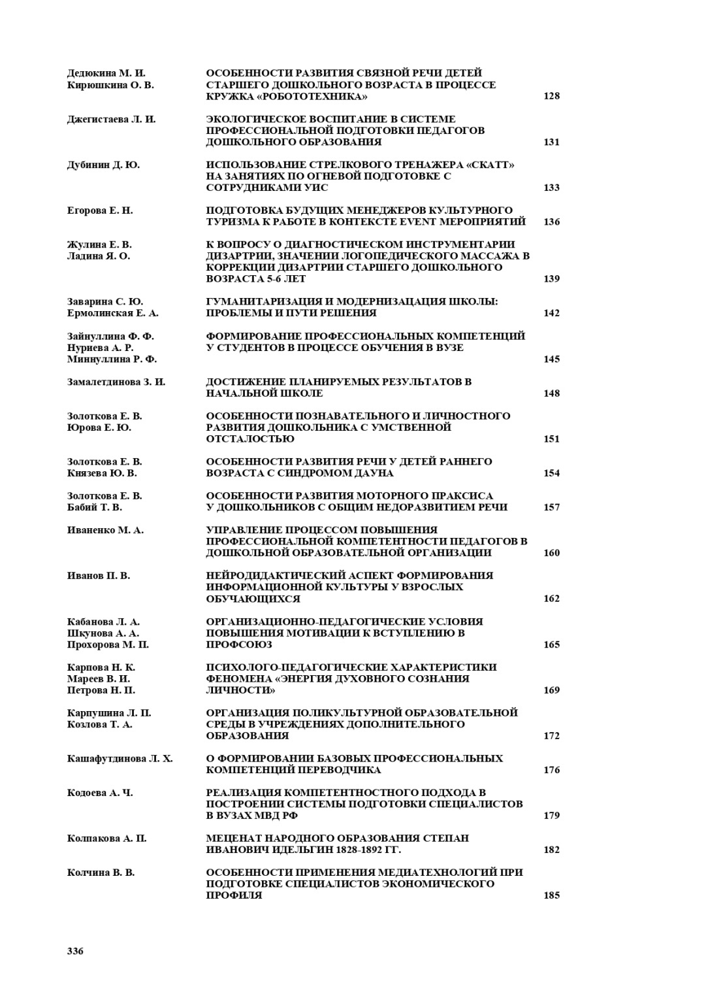 Дедюкина М. И. ОСОБЕННОСТИ РАЗВИТИЯ СВЯЗНОЙ РЕЧИ ДЕТЕЙ
Кирюшкина О. В. СТАРШЕГО ДОШКОЛЬНОГО ВОЗРАСТА В ПРОЦЕССЕ
КРУЖКА «РОБОТОТЕХНИКА» 128
Джегистаева Л. И. ЭКОЛОГИЧЕСКОЕ ВОСПИТАНИЕ В СИСТЕМЕ
ПРОФЕССИОНАЛЬНОЙ ПОДГОТОВКИ ПЕДАГОГОВ
ДОШКОЛЬНОГО ОБРАЗОВАНИЯ 131
Дубинин Д. Ю. ИСПОЛЬЗОВАНИЕ СТРЕЛКОВОГО ТРЕНАЖЕРА «СКАТТ»
НА ЗАНЯТИЯХ ПО ОГНЕВОЙ ПОДГОТОВКЕ С
СОТРУДНИКАМИ УИС 133
Егорова Е. Н. ПОДГОТОВКА БУДУЩИХ МЕНЕДЖЕРОВ КУЛЬТУРНОГО
ТУРИЗМА К РАБОТЕ В КОНТЕКСТЕ EVENT МЕРОПРИЯТИЙ 136
Жулина Е. В. К ВОПРОСУ О ДИАГНОСТИЧЕСКОМ ИНСТРУМЕНТАРИИ
Ладина Я. О. ДИЗАРТРИИ, ЗНАЧЕНИИ ЛОГОПЕДИЧЕСКОГО МАССАЖА В
КОРРЕКЦИИ ДИЗАРТРИИ СТАРШЕГО ДОШКОЛЬНОГО
ВОЗРАСТА 5-6 ЛЕТ 139
Заварина С. Ю. ГУМАНИТАРИЗАЦИЯ И МОДЕРНИЗАЦАЦИЯ ШКОЛЫ:
Ермолинская Е. А. ПРОБЛЕМЫ И ПУТИ РЕШЕНИЯ 142
Зайнуллина Ф. Ф. ФОРМИРОВАНИЕ ПРОФЕССИОНАЛЬНЫХ КОМПЕТЕНЦИЙ
Нуриева А. Р. У СТУДЕНТОВ В ПРОЦЕССЕ ОБУЧЕНИЯ В ВУЗЕ
Миннуллина Р. Ф. 145
Замалетдинова З. И. ДОСТИЖЕНИЕ ПЛАНИРУЕМЫХ РЕЗУЛЬТАТОВ В
НАЧАЛЬНОЙ ШКОЛЕ 148
Золоткова Е. В. ОСОБЕННОСТИ ПОЗНАВАТЕЛЬНОГО И ЛИЧНОСТНОГО
Юрова Е. Ю. РАЗВИТИЯ ДОШКОЛЬНИКА С УМСТВЕННОЙ
ОТСТАЛОСТЬЮ 151
Золоткова Е. В. ОСОБЕННОСТИ РАЗВИТИЯ РЕЧИ У ДЕТЕЙ РАННЕГО
Князева Ю. В. ВОЗРАСТА С СИНДРОМОМ ДАУНА 154
Золоткова Е. В. ОСОБЕННОСТИ РАЗВИТИЯ МОТОРНОГО ПРАКСИСА
Бабий Т. В. У ДОШКОЛЬНИКОВ С ОБЩИМ НЕДОРАЗВИТИЕМ РЕЧИ 157
Иваненко М. А. УПРАВЛЕНИЕ ПРОЦЕССОМ ПОВЫШЕНИЯ
ПРОФЕССИОНАЛЬНОЙ КОМПЕТЕНТНОСТИ ПЕДАГОГОВ В
ДОШКОЛЬНОЙ ОБРАЗОВАТЕЛЬНОЙ ОРГАНИЗАЦИИ 160
Иванов П. В. НЕЙРОДИДАКТИЧЕСКИЙ АСПЕКТ ФОРМИРОВАНИЯ
ИНФОРМАЦИОННОЙ КУЛЬТУРЫ У ВЗРОСЛЫХ
ОБУЧАЮЩИХСЯ 162
Кабанова Л. А. ОРГАНИЗАЦИОННО-ПЕДАГОГИЧЕСКИЕ УСЛОВИЯ
Шкунова А. А. ПОВЫШЕНИЯ МОТИВАЦИИ К ВСТУПЛЕНИЮ В
Прохорова М. П. ПРОФСОЮЗ 165
Карпова Н. К. ПСИХОЛОГО-ПЕДАГОГИЧЕСКИЕ ХАРАКТЕРИСТИКИ
Мареев В. И. ФЕНОМЕНА «ЭНЕРГИЯ ДУХОВНОГО СОЗНАНИЯ
Петрова Н. П. ЛИЧНОСТИ» 169
Карпушина Л. П. ОРГАНИЗАЦИЯ ПОЛИКУЛЬТУРНОЙ ОБРАЗОВАТЕЛЬНОЙ
Козлова Т. А. СРЕДЫ В УЧРЕЖДЕНИЯХ ДОПОЛНИТЕЛЬНОГО
ОБРАЗОВАНИЯ 172
Кашафутдинова Л. Х. О ФОРМИРОВАНИИ БАЗОВЫХ ПРОФЕССИОНАЛЬНЫХ
КОМПЕТЕНЦИЙ ПЕРЕВОДЧИКА 176
Кодоева А. Ч. РЕАЛИЗАЦИЯ КОМПЕТЕНТНОСТНОГО ПОДХОДА В
ПОСТРОЕНИИ СИСТЕМЫ ПОДГОТОВКИ СПЕЦИАЛИСТОВ
В ВУЗАХ МВД РФ 179
Колпакова А. П. МЕЦЕНАТ НАРОДНОГО ОБРАЗОВАНИЯ СТЕПАН
ИВАНОВИЧ ИДЕЛЬГИН 1828-1892 ГГ. 182
Колчина В. В. ОСОБЕННОСТИ ПРИМЕНЕНИЯ МЕДИАТЕХНОЛОГИЙ ПРИ
ПОДГОТОВКЕ СПЕЦИАЛИСТОВ ЭКОНОМИЧЕСКОГО
ПРОФИЛЯ 185
336